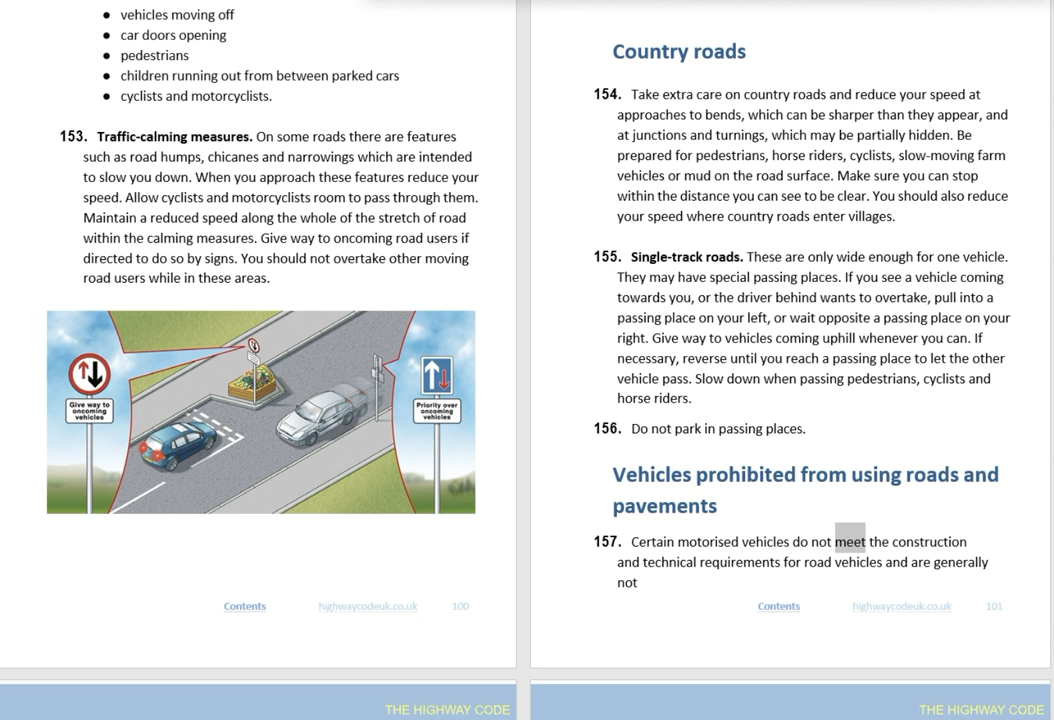 ● vehicles moving off
● car doors opening
● pedestrians
● children running out from between parked cars
● cyclists and motorcyclists.
153. Traffic-calming measures. On some roads there are features
such as road humps, chicanes and narrowings which are intended
to slow you down. When you approach these features reduce your
speed. Allow cyclists and motorcyclists room to pass through them.
Maintain a reduced speed along the whole of the stretch of road
within the calming measures. Give way to oncoming road users if
directed to do so by signs. You should not overtake other moving
road users while in these areas.
Give way to
oncoming
vehicles
Priority over
oncoming
vehicles
Contents highwaycodeuk.co.uk 100
THE HIGHWAY CODE
Country roads
154. Take extra care on country roads and reduce your speed at
approaches to bends, which can be sharper than they appear, and
at junctions and turnings, which may be partially hidden. Be
prepared for pedestrians, horse riders, cyclists, slow-moving farm
vehicles or mud on the road surface. Make sure you can stop
within the distance you can see to be clear. You should also reduce
your speed where country roads enter villages.
155. Single-track roads. These are only wide enough for one vehicle.
They may have special passing places. If you see a vehicle coming
towards you, or the driver behind wants to overtake, pull into a
passing place on your left, or wait opposite a passing place on your
right. Give way to vehicles coming uphill whenever you can. If
necessary, reverse until you reach a passing place to let the other
vehicle pass. Slow down when passing pedestrians, cyclists and
horse riders.
156. Do not park in passing places.
Vehicles prohibited from using roads and
pavements
157. Certain motorised vehicles do not meet the construction
and technical requirements for road vehicles and are generally
not
Contents highwaycodeuk.co.uk 101
THE HIGHWAY CODE